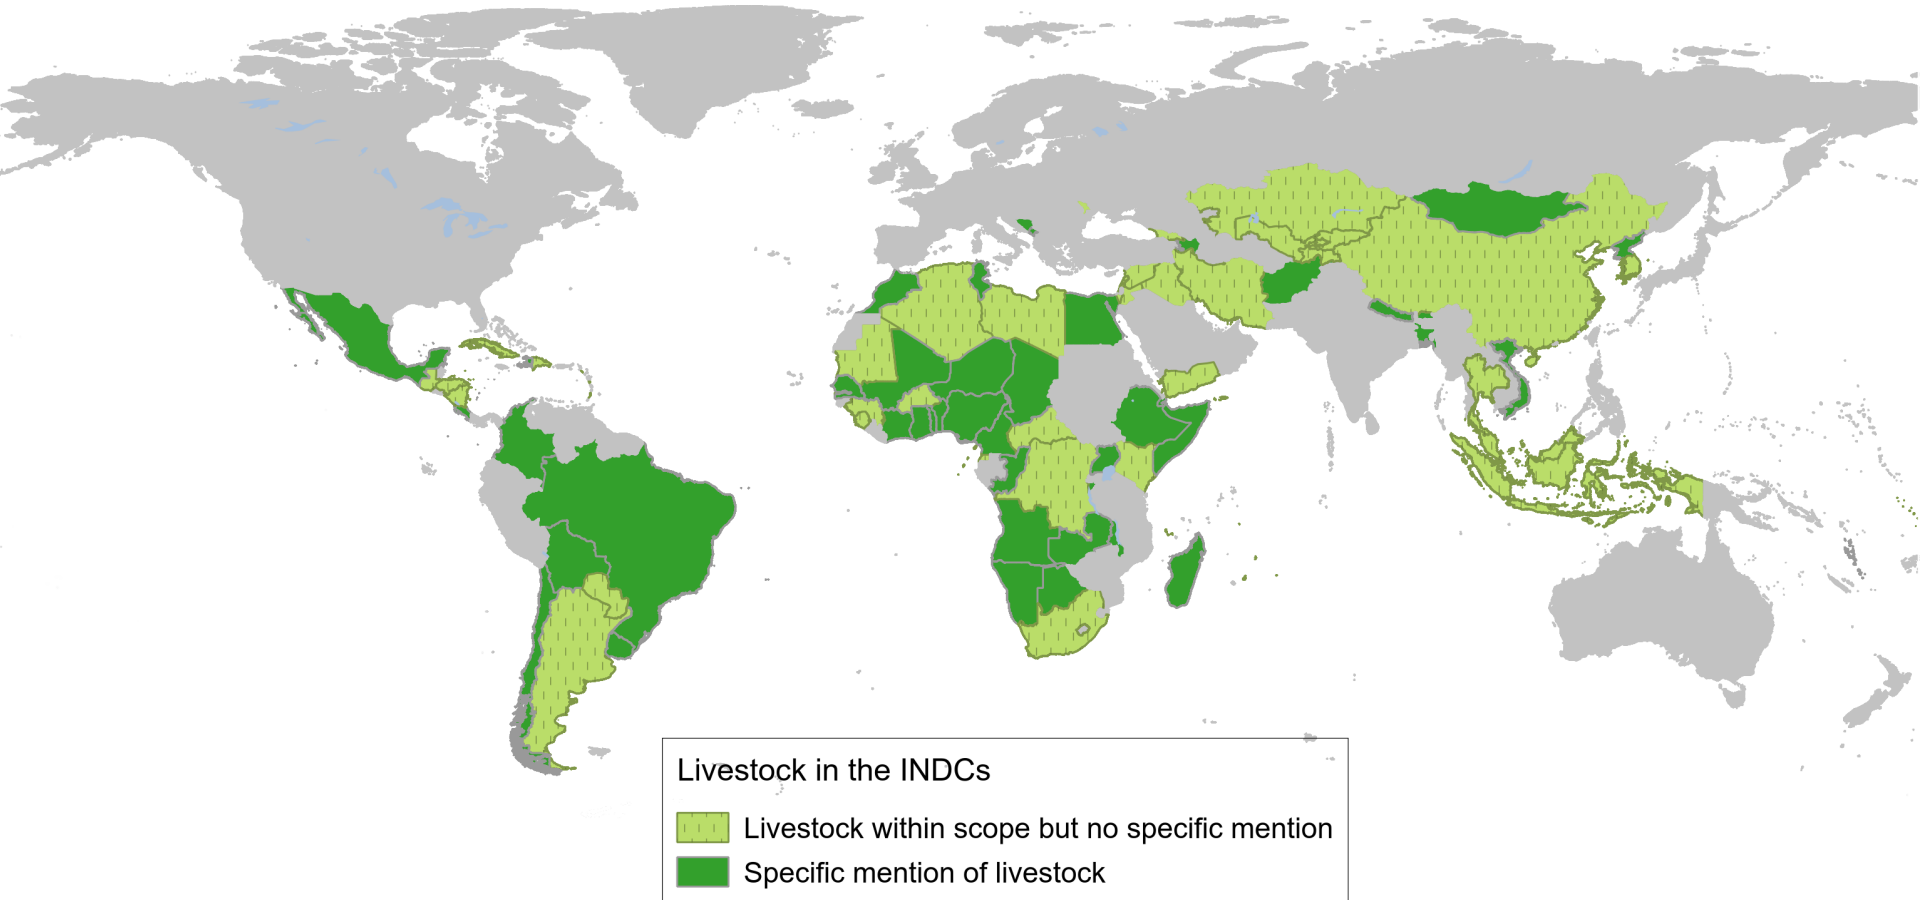 Livestock in the INDCs
Livestock within scope but no specific mention
Specific mention of livestock